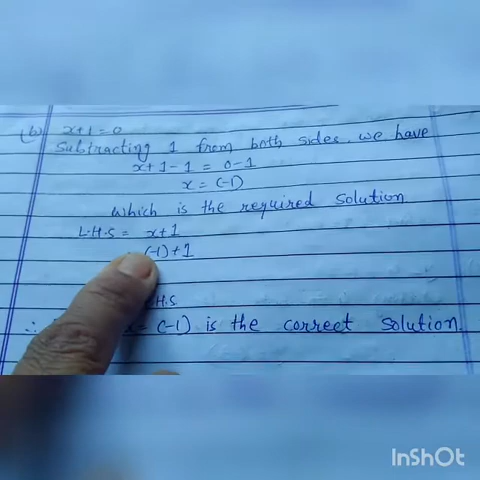 (b) x+1=0
Subtracting 1 from both sides, we have
x+1-1 = 0-1
x = (-1)
which is the required solution
L.H.S = x+1
(-1)+1
H.S
∴ = (-1) is the correct solution.
InShOt